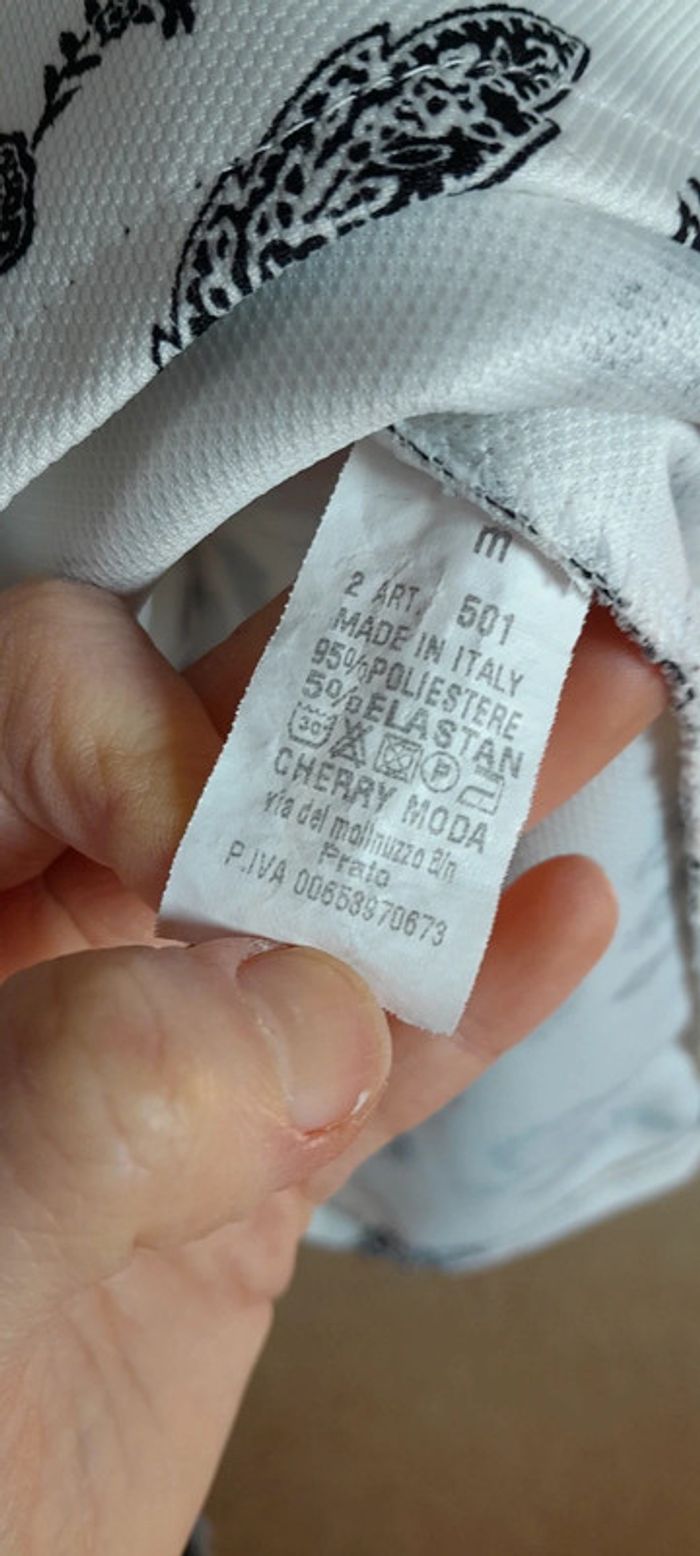 m
2 ART. 501
MADE IN ITALY
95%POLIESTERE
5%ELASTAN
30 P
CHERRY MODA
Via del molinuzzo 8/n
Prato
P.IVA 00653970673